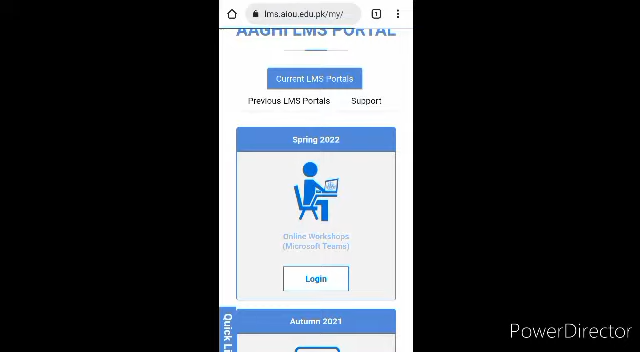 lms.aiou.edu.pk/my/ 1
AAGHI LMS PORTAL
Current LMS Portals
Previous LMS Portals Support
Spring 2022
Online Workshops
(Microsoft Teams)
Login
Quick Li
Autumn 2021
PowerDirector